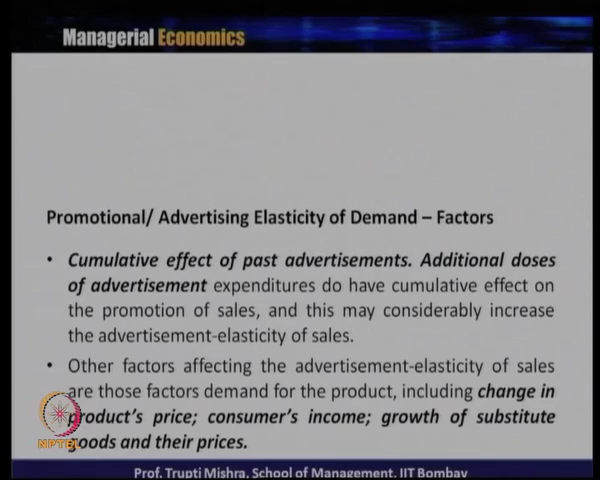 Managerial Economics
Promotional/ Advertising Elasticity of Demand – Factors
• Cumulative effect of past advertisements. Additional doses
of advertisement expenditures do have cumulative effect on
the promotion of sales, and this may considerably increase
the advertisement-elasticity of sales.
• Other factors affecting the advertisement-elasticity of sales
are those factors demand for the product, including change in
product's price; consumer's income; growth of substitute
goods and their prices.
NPTEL
Prof. Trupti Mishra, School of Management, IIT Bombay